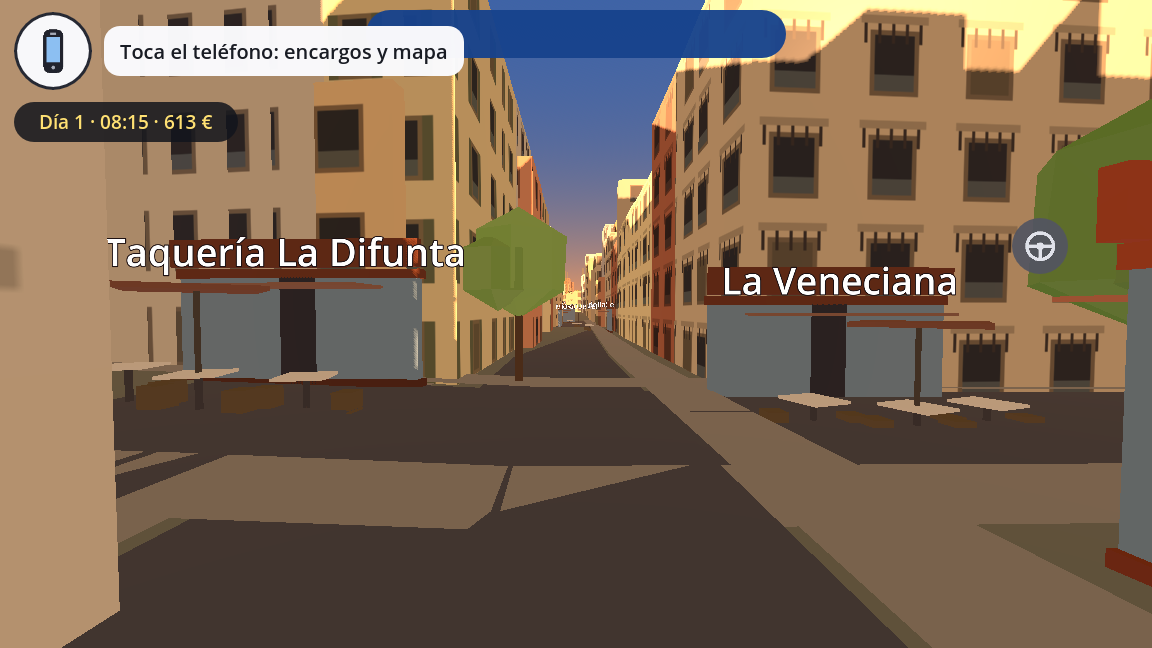 Toca el teléfono: encargos y mapa
Día 1 · 08:15 · 613 €
Taquería La Difunta
La Veneciana